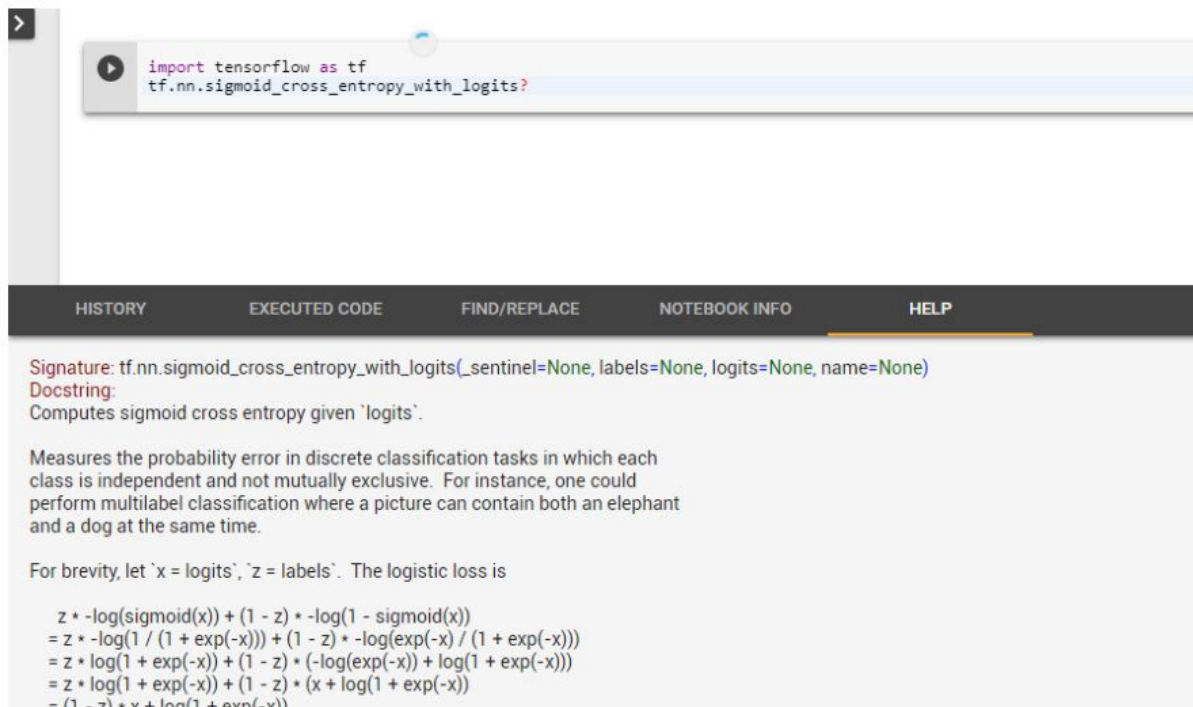 import tensorflow as tf
tf.nn.sigmoid_cross_entropy_with_logits?
HISTORY EXECUTED CODE FIND/REPLACE NOTEBOOK INFO HELP
Signature: tf.nn.sigmoid_cross_entropy_with_logits(_sentinel=None, labels=None, logits=None, name=None)
Docstring:
Computes sigmoid cross entropy given `logits`.
Measures the probability error in discrete classification tasks in which each
class is independent and not mutually exclusive. For instance, one could
perform multilabel classification where a picture can contain both an elephant
and a dog at the same time.
For brevity, let `x = logits`, `z = labels`. The logistic loss is
z * -log(sigmoid(x)) + (1 - z) * -log(1 - sigmoid(x))
= z * -log(1 / (1 + exp(-x))) + (1 - z) * -log(exp(-x) / (1 + exp(-x)))
= z * log(1 + exp(-x)) + (1 - z) * (-log(exp(-x)) + log(1 + exp(-x)))
= z * log(1 + exp(-x)) + (1 - z) * (x + log(1 + exp(-x))
= (1 - z) * x + log(1 + exp(-x))